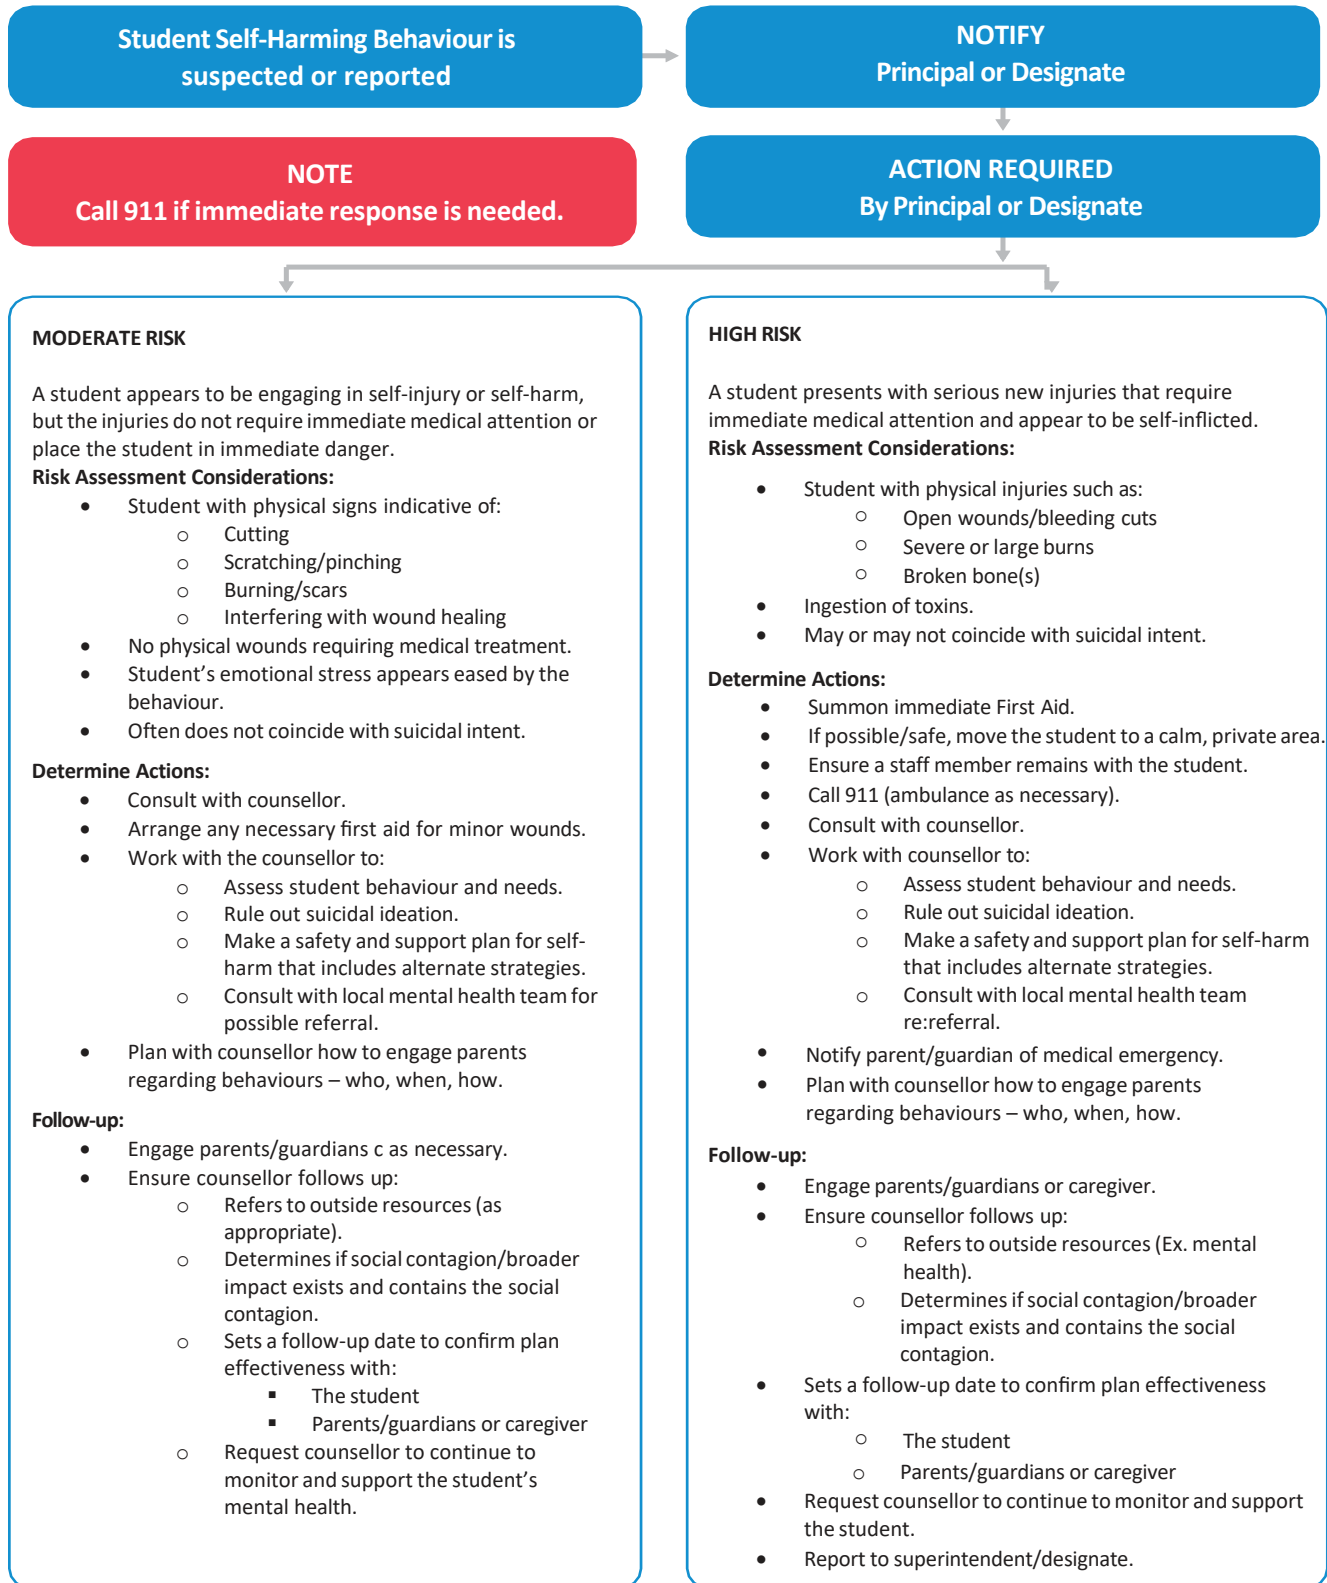 Student Self-Harming Behaviour is
suspected or reported
NOTIFY
Principal or Designate
NOTE
Call 911 if immediate response is needed.
ACTION REQUIRED
By Principal or Designate
MODERATE RISK
A student appears to be engaging in self-injury or self-harm,
but the injuries do not require immediate medical attention or
place the student in immediate danger.
Risk Assessment Considerations:
• Student with physical signs indicative of:
o Cutting
o Scratching/pinching
o Burning/scars
o Interfering with wound healing
• No physical wounds requiring medical treatment.
• Student's emotional stress appears eased by the
behaviour.
• Often does not coincide with suicidal intent.
Determine Actions:
• Consult with counsellor.
• Arrange any necessary first aid for minor wounds.
• Work with the counsellor to:
o Assess student behaviour and needs.
o Rule out suicidal ideation.
o Make a safety and support plan for self-
harm that includes alternate strategies.
o Consult with local mental health team for
possible referral.
• Plan with counsellor how to engage parents
regarding behaviours – who, when, how.
Follow-up:
• Engage parents/guardians c as necessary.
• Ensure counsellor follows up:
o Refers to outside resources (as
appropriate).
o Determines if social contagion/broader
impact exists and contains the social
contagion.
o Sets a follow-up date to confirm plan
effectiveness with:
▪ The student
▪ Parents/guardians or caregiver
o Request counsellor to continue to
monitor and support the student's
mental health.
HIGH RISK
A student presents with serious new injuries that require
immediate medical attention and appear to be self-inflicted.
Risk Assessment Considerations:
• Student with physical injuries such as:
o Open wounds/bleeding cuts
o Severe or large burns
o Broken bone(s)
• Ingestion of toxins.
• May or may not coincide with suicidal intent.
Determine Actions:
• Summon immediate First Aid.
• If possible/safe, move the student to a calm, private area.
• Ensure a staff member remains with the student.
• Call 911 (ambulance as necessary).
• Consult with counsellor.
• Work with counsellor to:
o Assess student behaviour and needs.
o Rule out suicidal ideation.
o Make a safety and support plan for self-harm
that includes alternate strategies.
o Consult with local mental health team
re:referral.
• Notify parent/guardian of medical emergency.
• Plan with counsellor how to engage parents
regarding behaviours – who, when, how.
Follow-up:
• Engage parents/guardians or caregiver.
• Ensure counsellor follows up:
o Refers to outside resources (Ex. mental
health).
o Determines if social contagion/broader
impact exists and contains the social
contagion.
• Sets a follow-up date to confirm plan effectiveness
with:
o The student
o Parents/guardians or caregiver
• Request counsellor to continue to monitor and support
the student.
• Report to superintendent/designate.